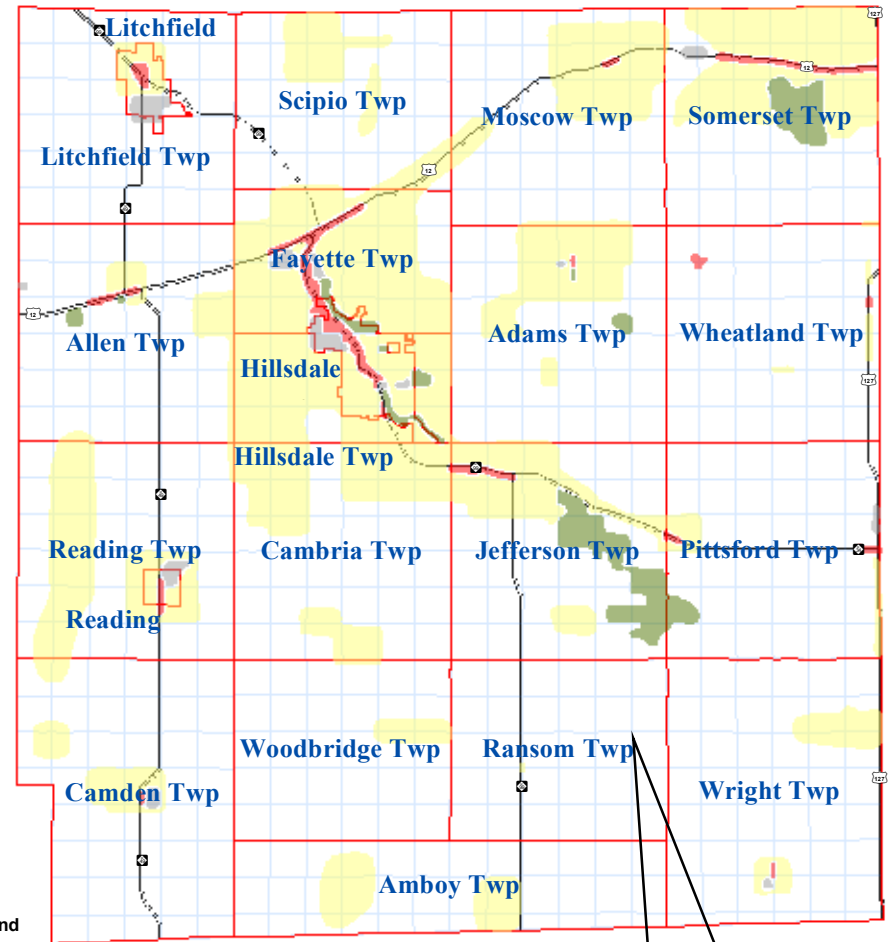 127
Litchfield
12
Scipio Twp
Moscow Twp
Somerset Twp
Litchfield Twp
12
Fayette Twp
12
Allen Twp
Adams Twp
Wheatland Twp
Hillsdale
127
Hillsdale Twp
Reading Twp
Cambria Twp
Jefferson Twp
Pittsford Twp
Reading
Woodbridge Twp
Ransom Twp
127
Camden Twp
Wright Twp
Amboy Twp
nd